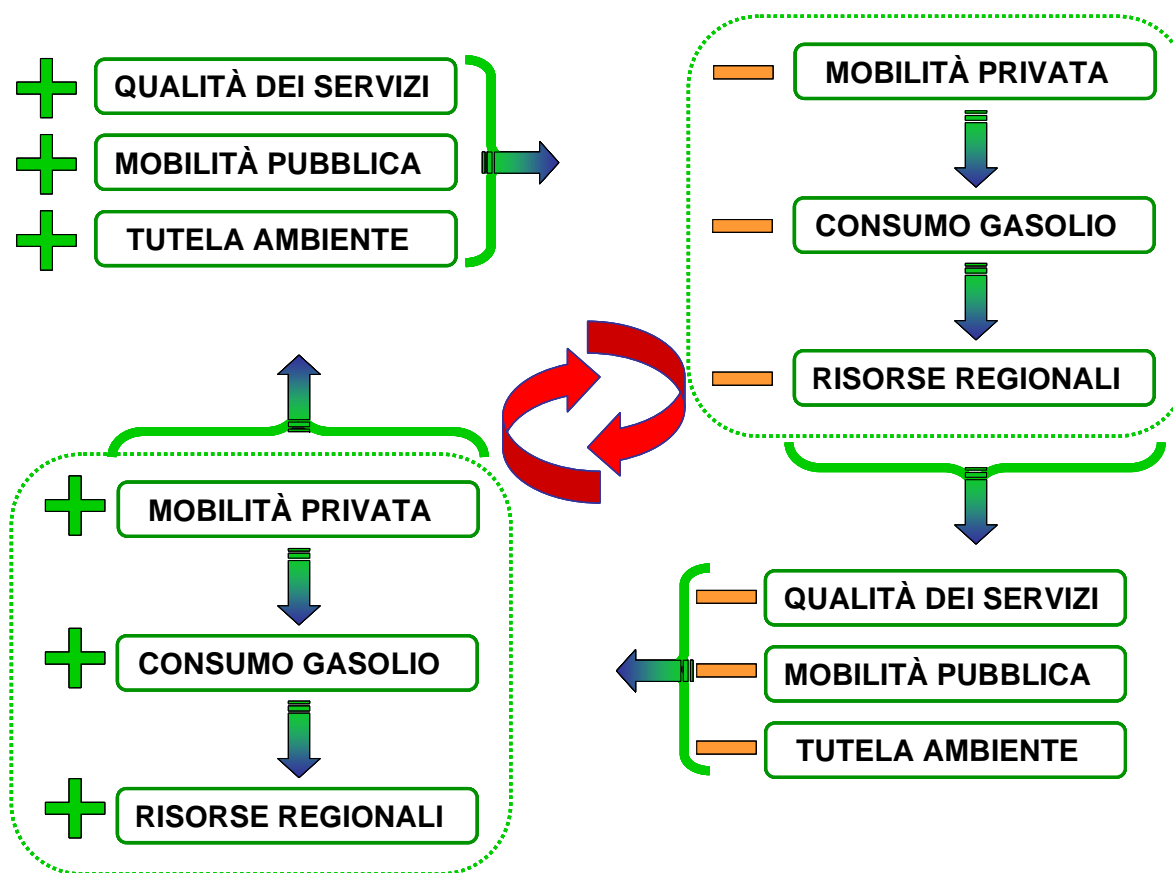 QUALITÀ DEI SERVIZI
MOBILITÀ PUBBLICA
TUTELA AMBIENTE
MOBILITÀ PRIVATA
CONSUMO GASOLIO
RISORSE REGIONALI
MOBILITÀ PRIVATA
CONSUMO GASOLIO
RISORSE REGIONALI
QUALITÀ DEI SERVIZI
MOBILITÀ PUBBLICA
TUTELA AMBIENTE